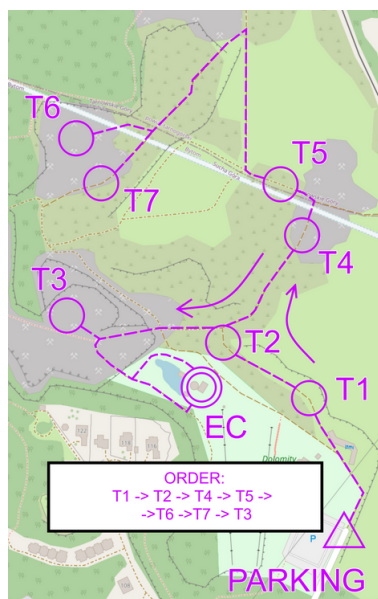 T6
T5
T7
T4
T3
T2
T1
EC
Dolomity
ORDER:
T1 -> T2 -> T4 -> T5 ->
->T6 ->T7 -> T3
P
PARKING